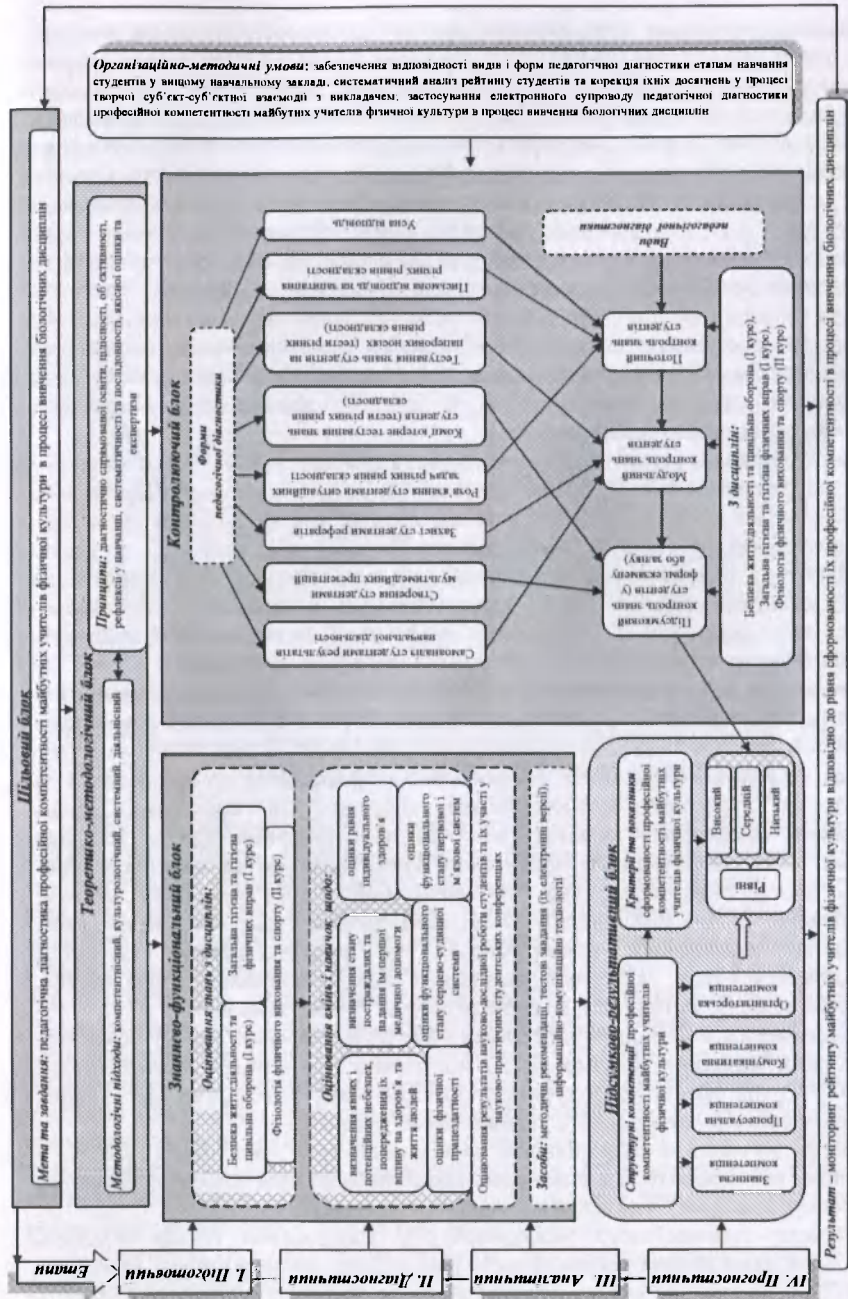 Цільовий блок
Мета та завдання: педагогічна діагностика професійної компетентності майбутніх учителів фізичної культури в процесі вивчення біологічних дисциплін
Теоретико-методологічний блок
Методологічні підходи: компетентнісний, культурологічний, системний, діяльнісний
Принципи: діагностично спрямованої освіти, цілісності, об'єктивності,
рефлексії у навчанні, систематичності та послідовності, якісної оцінки та
експертизи
Організаційно-методичні умови: забезпечення відповідності видів і форм педагогічної діагностики етапам навчання
студентів у вищому навчальному закладі, систематичний аналіз рейтингу студентів та корекція їхніх досягнень у процесі
творчої суб'єкт-суб'єктної взаємодії з викладачем, застосування електронного супроводу педагогічної діагностики
професійної компетентності майбутніх учителів фізичної культури в процесі вивчення біологічних дисциплін
Етапи
І. Підготовчий
ІІ. Діагностичний
ІІІ. Аналітичний
IV. Прогностичний
Знаннєво-функціональний блок
Оцінювання знань з дисциплін:
Безпека життєдіяльності та
цивільна оборона (І курс)
Загальна гігієна та гігієна
фізичних вправ (І курс)
Фізіологія фізичного виховання та спорту (ІІ курс)
Оцінювання вмінь і навичок щодо:
визначення явних і
потенційних небезпек,
попередження їх
впливу на здоров'я та
життя людей
визначення стану
постраждалих та
надання їм першої
медичної допомоги
оцінки рівня
індивідуального
здоров'я
оцінки фізичної
працездатності
оцінки функціонального
стану серцево-судинної
системи
оцінки
функціонального
стану нервової і
м'язової систем
Оцінювання результатів науково-дослідної роботи студентів та їх участі у
науково-практичних студентських конференціях
Засоби: методичні рекомендації, тестові завдання (їх електронні версії),
інформаційно-комунікаційні технології
Контролюючий блок
Форми
педагогічної діагностики
Самоаналіз студентами результатів
навчальної діяльності
Створення студентами
мультимедійних презентацій
Захист студентами рефератів
Розв'язання студентами ситуаційних
задач різних рівнів складності
Комп'ютерне тестування знань
студентів (тести різних рівнів
складності)
Тестування знань студентів на
паперових носіях (тести різних
рівнів складності)
Письмова відповідь на запитання
різних рівнів складності
Усна відповідь
Підсумковий
контроль знань
студентів (у
формі екзамену
або заліку)
Модульний
контроль знань
студентів
Поточний
контроль знань
студентів
Види
педагогічної діагностики
З дисциплін:
Безпека життєдіяльності та цивільна оборона (І курс),
Загальна гігієна та гігієна фізичних вправ (І курс),
Фізіологія фізичного виховання та спорту (ІІ курс)
Підсумково-результативний блок
Структурні компетенції професійної
компетентності майбутніх учителів
фізичної культури
Критерії та показники
сформованості професійної
компетентності майбутніх
учителів фізичної культури
Знаннєва
компетенція
Процесуальна
компетенція
Комунікативна
компетенція
Організаторська
компетенція
Рівні
Високий
Середній
Низький
Результат – моніторинг рейтингу майбутніх учителів фізичної культури відповідно до рівня сформованості їх професійної компетентності в процесі вивчення біологічних дисциплін